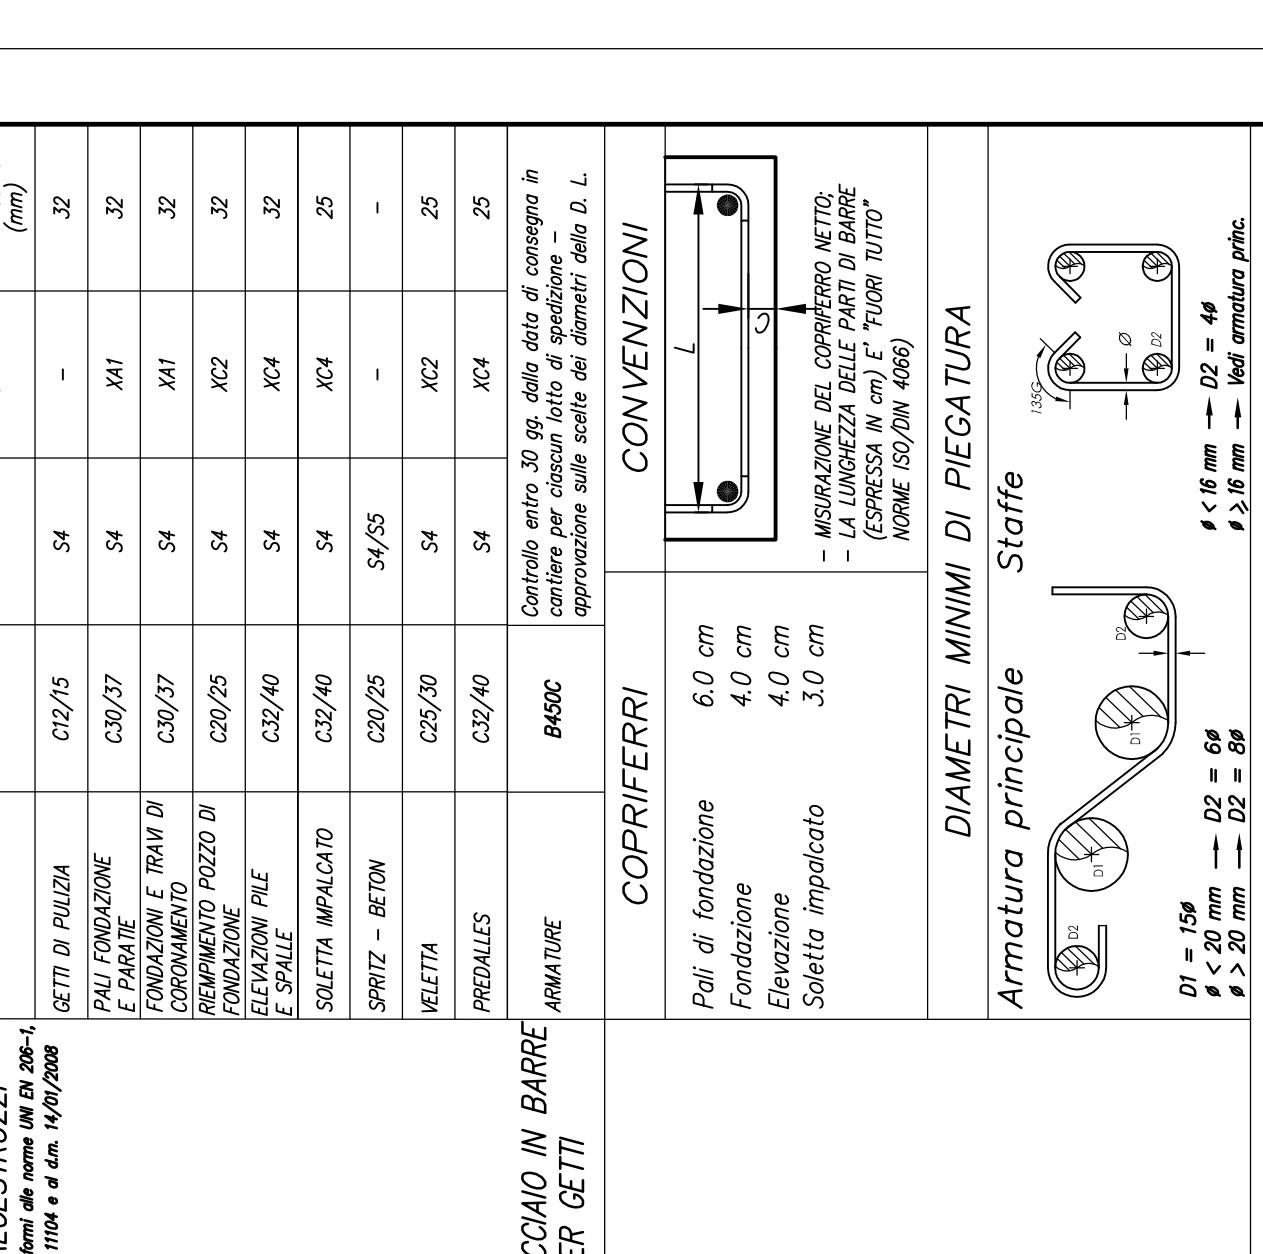 (mm)
GETTI DI PULIZIA C12/15 S4 – 32
PALI FONDAZIONE
E PARATIE C30/37 S4 XA1 32
FONDAZIONI E TRAVI DI
CORONAMENTO C30/37 S4 XA1 32
RIEMPIMENTO POZZO DI
FONDAZIONE C20/25 S4 XC2 32
ELEVAZIONI PILE
E SPALLE C32/40 S4 XC4 32
SOLETTA IMPALCATO C32/40 S4 XC4 25
SPRITZ – BETON C20/25 S4/S5 – –
VELETTA C25/30 S4 XC2 25
PREDALLES C32/40 S4 XC4 25
formi alle norme UNI EN 206–1,
11104 e al d.m. 14/01/2008
CCIAIO IN BARRE
ER GETTI
ARMATURE B450C
Controllo entro 30 gg. dalla data di consegna in
cantiere per ciascun lotto di spedizione –
approvazione sulle scelte dei diametri della D. L.
COPRIFERRI
Pali di fondazione 6.0 cm
Fondazione 4.0 cm
Elevazione 4.0 cm
Soletta impalcato 3.0 cm
CONVENZIONI
L
C
– MISURAZIONE DEL COPRIFERRO NETTO;
– LA LUNGHEZZA DELLE PARTI DI BARRE
(ESPRESSA IN cm) E' "FUORI TUTTO"
NORME ISO/DIN 4066)
DIAMETRI MINIMI DI PIEGATURA
Armatura principale
D2
D1
D1
D2
D1 = 15ø
ø < 20 mm → D2 = 6ø
ø > 20 mm → D2 = 8ø
Staffe
135G
Ø
D2
ø < 16 mm → D2 = 4ø
ø ⩾ 16 mm → Vedi armatura princ.